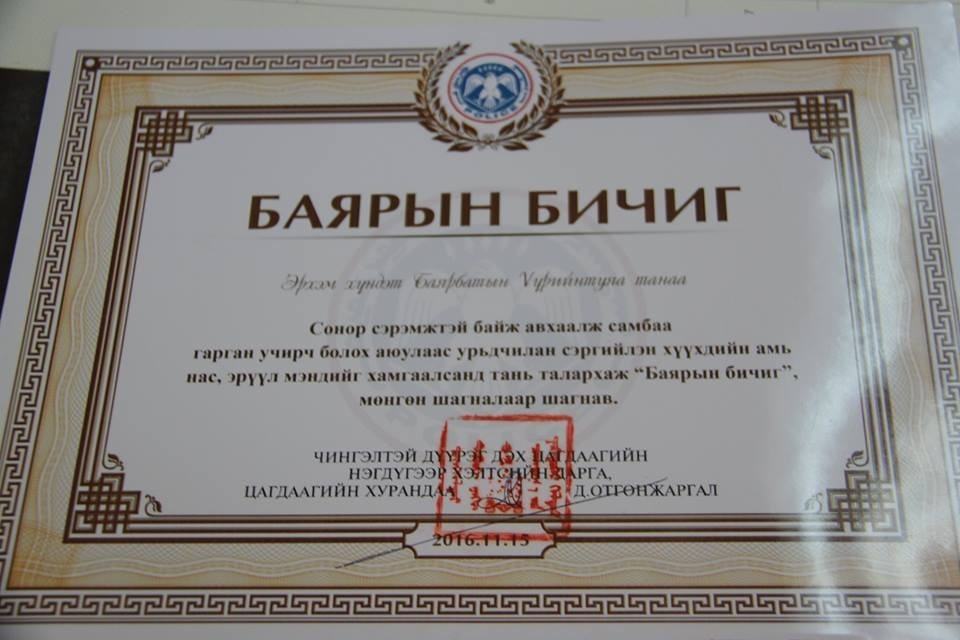 POLICE
БАЯРЫН БИЧИГ
Эрхэм хүндэт Баярбатын Үүрийнтуяа танаа
Сонор сэрэмжтэй байж авхаалж самбаа
гарган учирч болох аюулаас урьдчилан сэргийлэн хүүхдийн амь
нас, эрүүл мэндийг хамгаалсанд тань талархаж “Баярын бичиг”,
мөнгөн шагналаар шагнав.
ЧИНГЭЛТЭЙ ДҮҮРЭГ ДЭХ ЦАГДААГИЙН
НЭГДҮГЭЭР ХЭЛТСИЙН ДАРГА,
ЦАГДААГИЙН ХУРАНДАА Д.ОТГОНЖАРГАЛ
2016.11.15